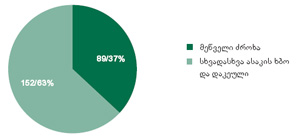 89/37%
152/63%
მეწველი ძროხა
სხვადასხვა ასაკის ხბო
და დაკეული